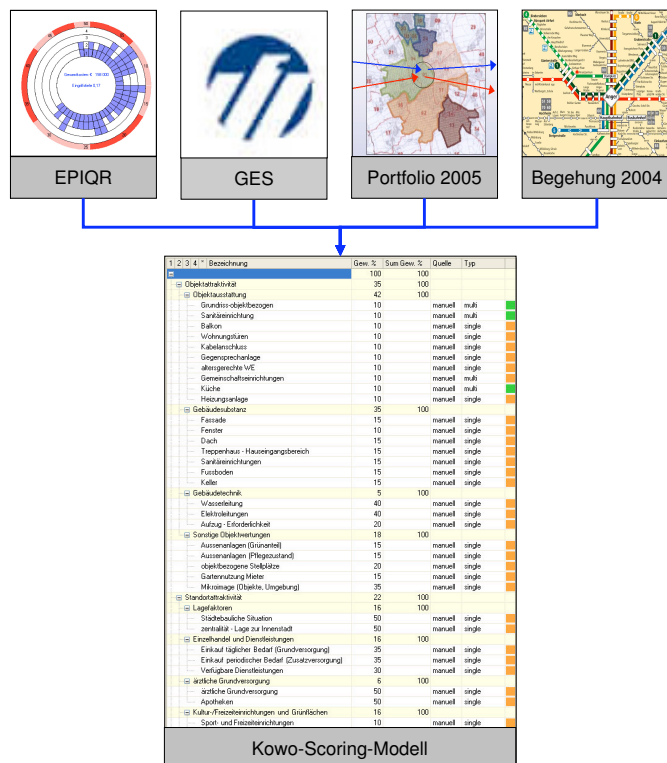 Gesamtkosten €
EPIQR
GES
Portfolio 2005
Anger
Begehung 2004
1 2 3 4 * Bezeichnung Gew. % Sum Gew. % Quelle Typ
100 100
Objektattraktivität 35 100
Objektausstattung 42 100
Grundriss-objektbezogen 10 manuell multi
Sanitäreinrichtung 10 manuell multi
Balkon 10 manuell single
Wohnungstüren 10 manuell single
Kabelanschluss 10 manuell single
Gegensprechanlage 10 manuell single
altersgerechte WE 10 manuell single
Gemeinschaftseinrichtungen 10 manuell multi
Küche 10 manuell multi
Heizungsanlage 10 manuell single
Gebäudesubstanz 35 100
Fassade 15 manuell single
Fenster 10 manuell single
Dach 15 manuell single
Treppenhaus - Hauseingangsbereich 15 manuell single
Sanitäreinrichtungen 15 manuell single
Fussboden 15 manuell single
Keller 15 manuell single
Gebäudetechnik 5 100
Wasserleitung 40 manuell single
Elektroleitungen 40 manuell single
Aufzug - Erforderlichkeit 20 manuell single
Sonstige Objektwertungen 18 100
Aussenanlagen (Grünanteil) 15 manuell single
Aussenanlagen (Pflegezustand) 15 manuell single
objektbezogene Stellplätze 20 manuell single
Gartennutzung Mieter 15 manuell single
Mikroimage (Objekte, Umgebung) 35 manuell single
Standortattraktivität 22 100
Lagefaktoren 16 100
Städtebauliche Situation 50 manuell single
zentralität - Lage zur Innenstadt 50 manuell single
Einzelhandel und Dienstleistungen 16 100
Einkauf täglicher Bedarf (Grundversorgung) 35 manuell single
Einkauf periodischer Bedarf (Zusatzversorgung) 35 manuell single
Verfügbare Dienstleistungen 30 manuell single
ärztliche Grundversorgung 6 100
ärztliche Grundversorgung 50 manuell single
Apotheken 50 manuell single
Kultur-/Freizeiteinrichtungen und Grünflächen 16 100
Sport- und Freizeiteinrichtungen 10 manuell single
Kowo-Scoring-Modell